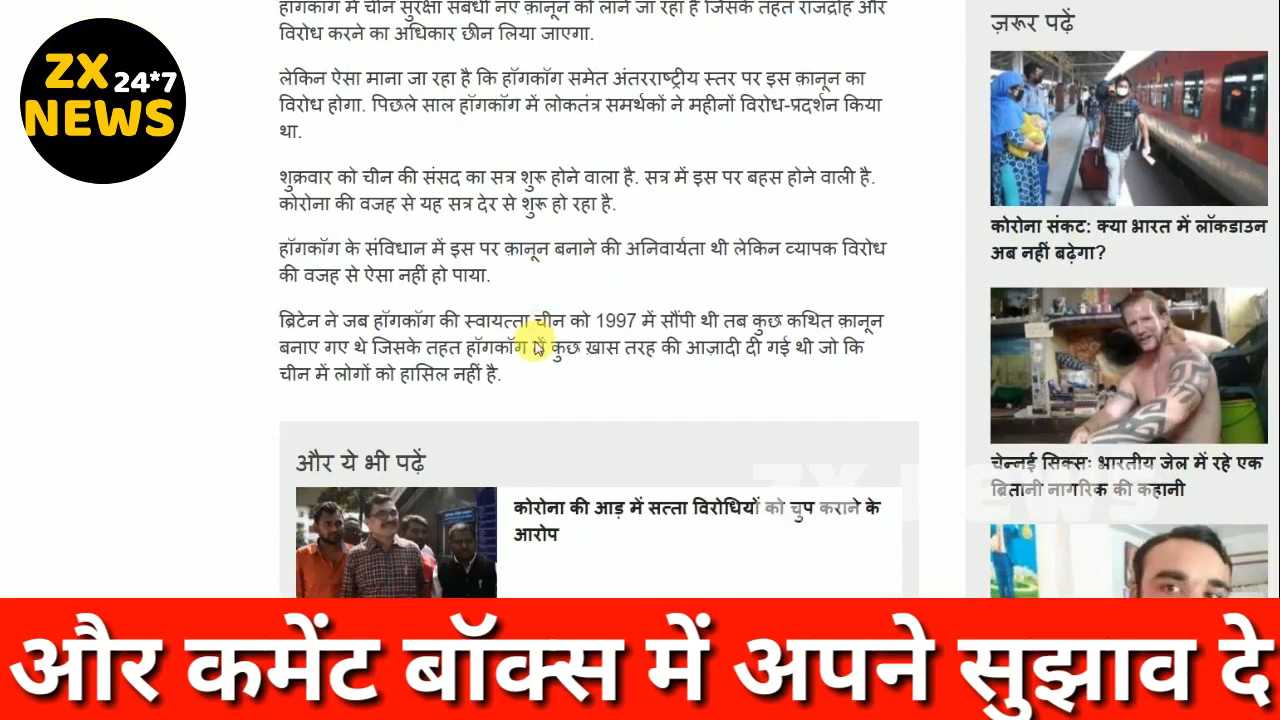 हॉगकॉग में चीन सुरक्षा संबंधी नए क़ानून को लाने जा रहा है जिसके तहत राजद्रोह और
विरोध करने का अधिकार छीन लिया जाएगा.
लेकिन ऐसा माना जा रहा है कि हॉगकॉग समेत अंतरराष्ट्रीय स्तर पर इस क़ानून का
विरोध होगा. पिछले साल हॉगकॉग में लोकतंत्र समर्थकों ने महीनों विरोध-प्रदर्शन किया
था.
शुक्रवार को चीन की संसद का सत्र शुरू होने वाला है. सत्र में इस पर बहस होने वाली है.
कोरोना की वजह से यह सत्र देर से शुरू हो रहा है.
हॉगकॉग के संविधान में इस पर क़ानून बनाने की अनिवार्यता थी लेकिन व्यापक विरोध
की वजह से ऐसा नहीं हो पाया.
ब्रिटेन ने जब हॉगकॉग की स्वायत्ता चीन को 1997 में सौंपी थी तब कुछ कथित क़ानून
बनाए गए थे जिसके तहत हॉगकॉग में कुछ ख़ास तरह की आज़ादी दी गई थी जो कि
चीन में लोगों को हासिल नहीं है.
और ये भी पढ़ें
कोरोना की आड़ में सत्ता विरोधियों को चुप कराने के
आरोप
ज़रूर पढ़ें
कोरोना संकट: क्या भारत में लॉकडाउन
अब नहीं बढ़ेगा?
चेन्नई सिक्स: भारतीय जेल में रहे एक
ब्रितानी नागरिक की कहानी
ZX 24*7
NEWS
ZX NEWS
और कमेंट बॉक्स में अपने सुझाव दे